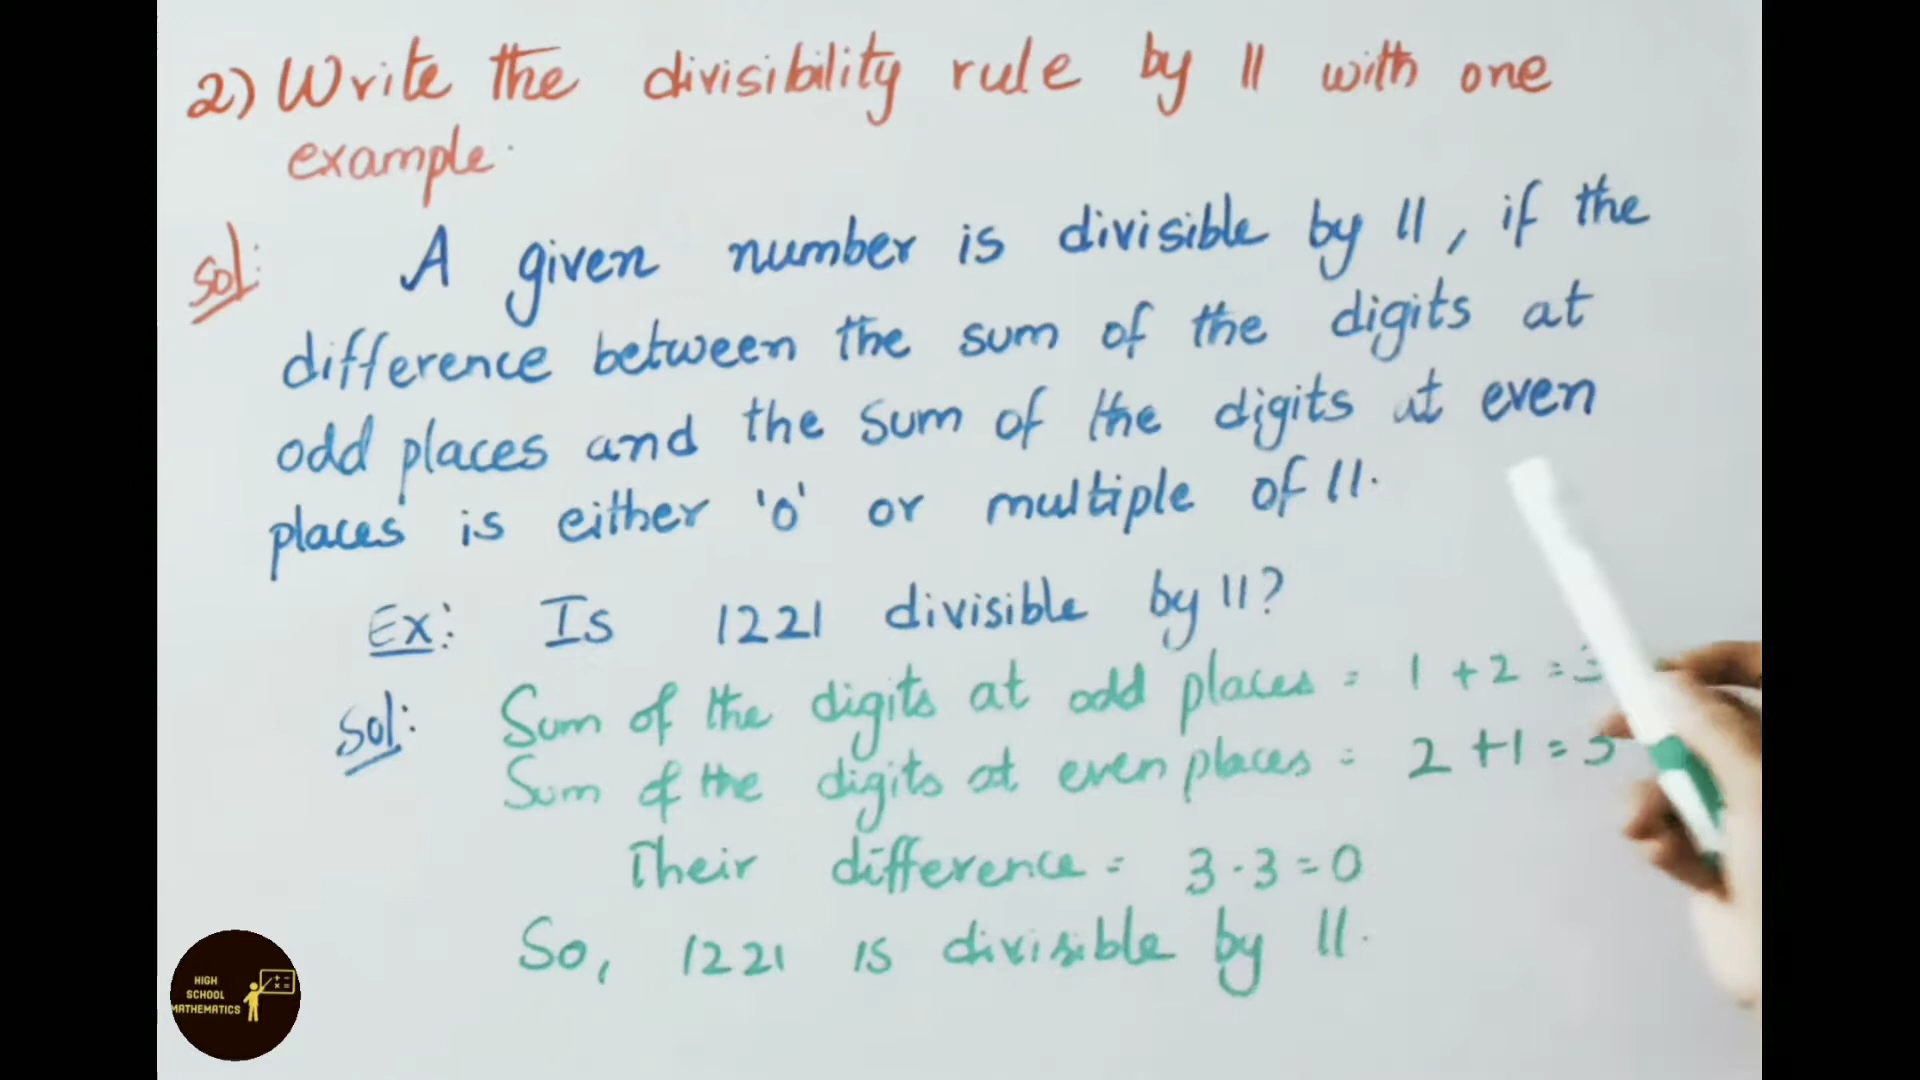 2) Write the divisibility rule by 11 with one
example.
Sol: A given number is divisible by 11, if the
difference between the sum of the digits at
odd places and the sum of the digits at even
places is either '0' or multiple of 11.
Ex: Is 1221 divisible by 11?
Sol: Sum of the digits at odd places = 1 + 2 = 3
Sum of the digits at even places = 2 + 1 = 3
Their difference = 3 - 3 = 0
So, 1221 is divisible by 11.
HIGH
SCHOOL
MATHEMATICS